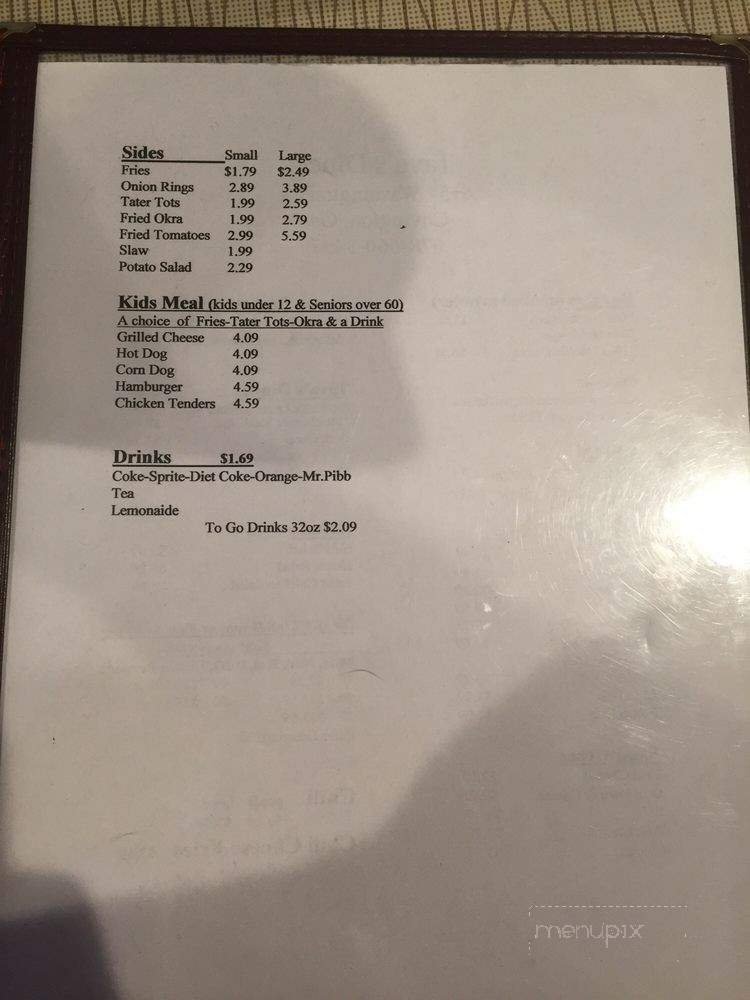 Sides Small Large
Fries $1.79 $2.49
Onion Rings 2.89 3.89
Tater Tots 1.99 2.59
Fried Okra 1.99 2.79
Fried Tomatoes 2.99 5.59
Slaw 1.99
Potato Salad 2.29
Kids Meal (kids under 12 & Seniors over 60)
A choice of Fries-Tater Tots-Okra & a Drink
Grilled Cheese 4.09
Hot Dog 4.09
Corn Dog 4.09
Hamburger 4.59
Chicken Tenders 4.59
Drinks $1.69
Coke-Sprite-Diet Coke-Orange-Mr.Pibb
Tea
Lemonaide
To Go Drinks 32oz $2.09
menupix